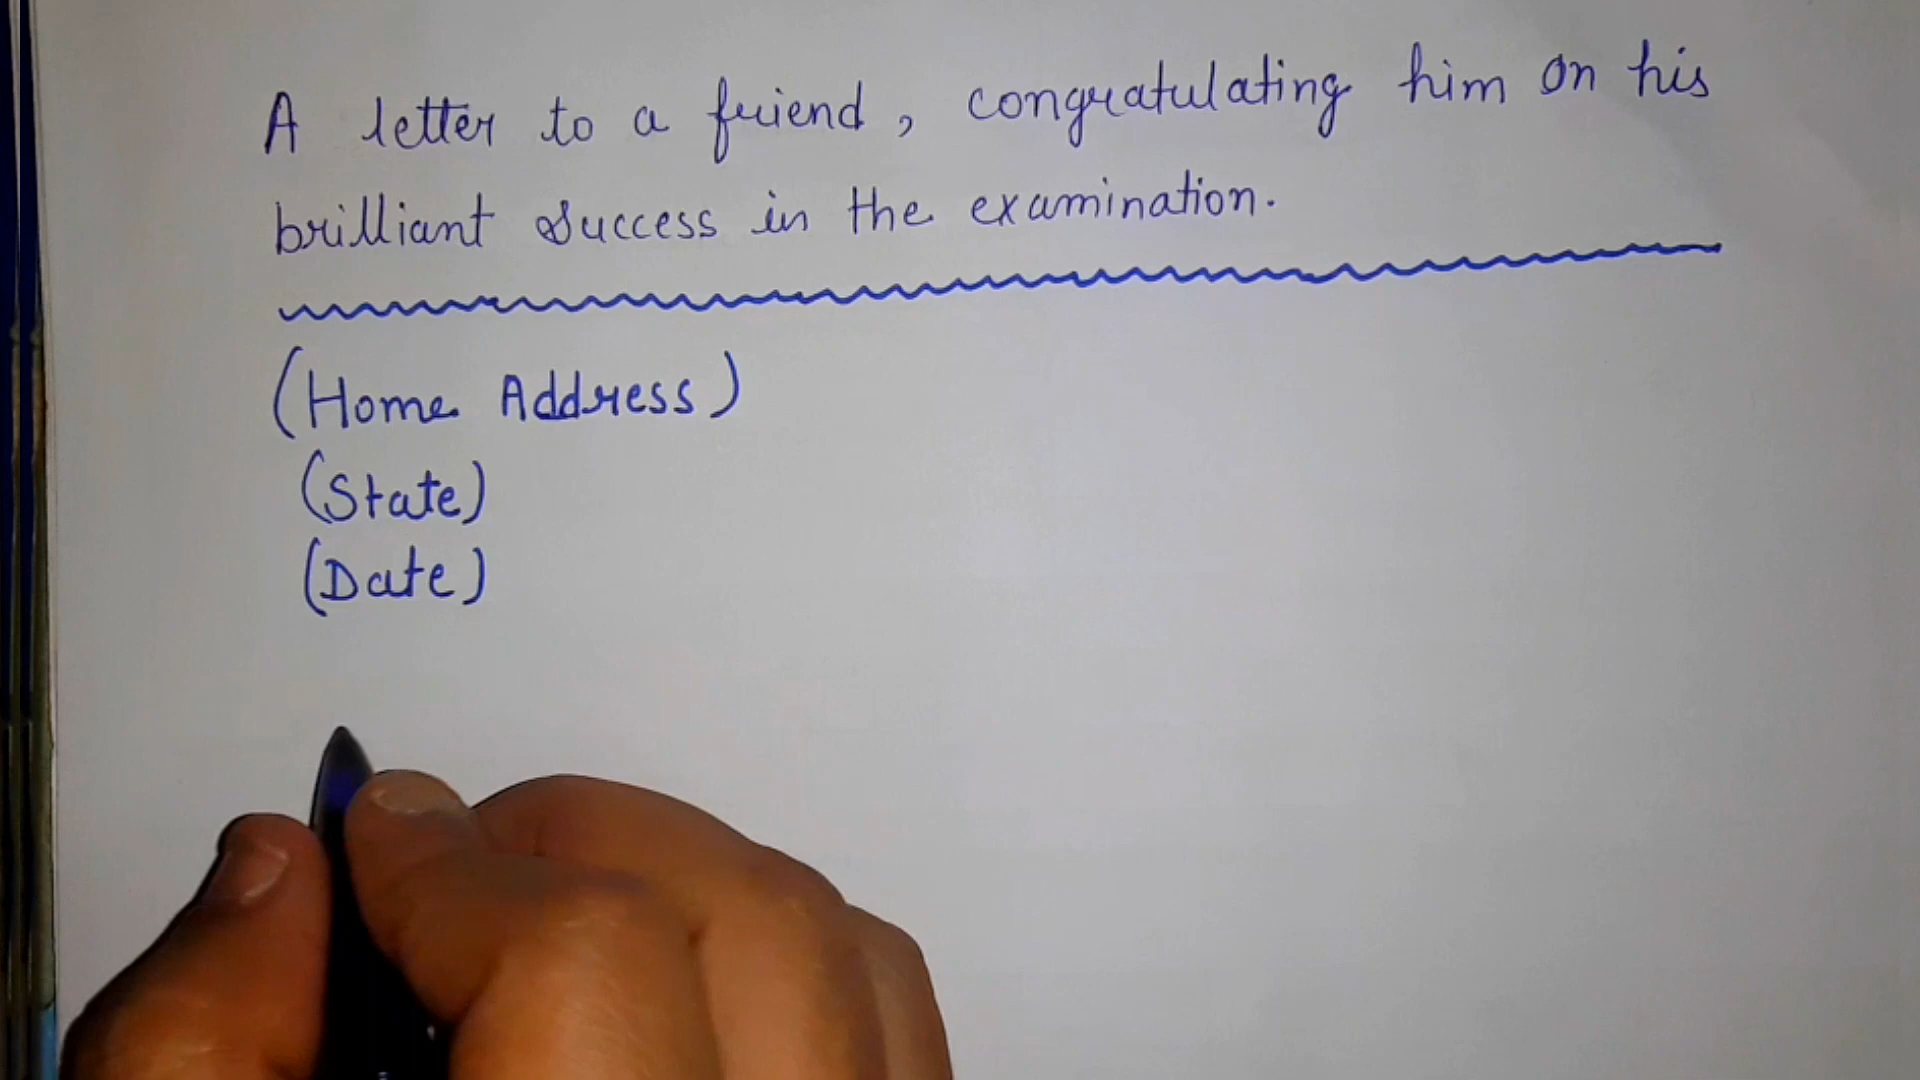 A letter to a friend, congratulating him on his
brilliant success in the examination.
(Home Address)
(State)
(Date)